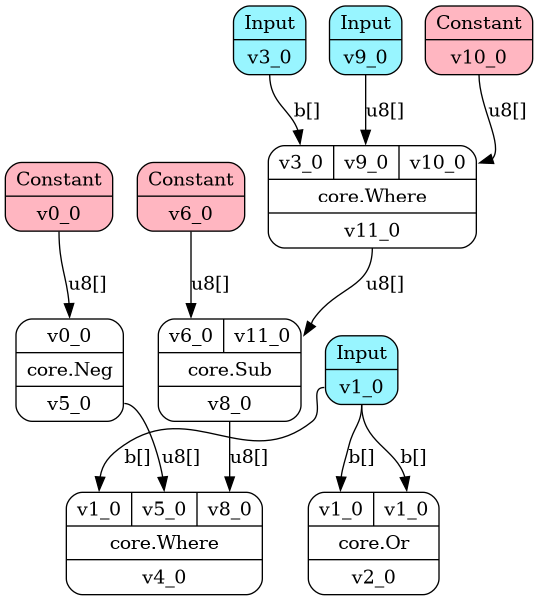 Input
v3_0
Input
v9_0
Constant
v10_0
b[]
u8[]
u8[]
v3_0 v9_0 v10_0
core.Where
v11_0
Constant
v0_0
Constant
v6_0
u8[]
u8[]
u8[]
v0_0
core.Neg
v5_0
v6_0 v11_0
core.Sub
v8_0
Input
v1_0
b[]
u8[]
u8[]
b[]
b[]
v1_0 v5_0 v8_0
core.Where
v4_0
v1_0 v1_0
core.Or
v2_0